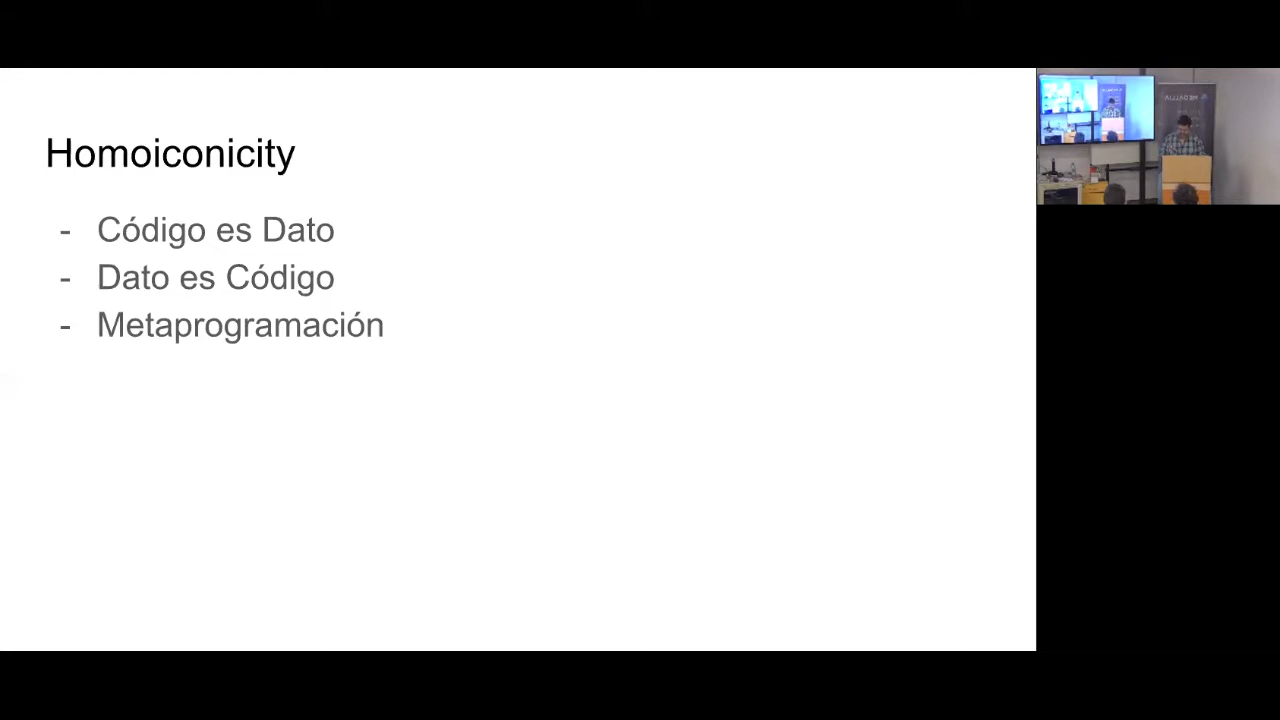 Homoiconicity
- Código es Dato
- Dato es Código
- Metaprogramación